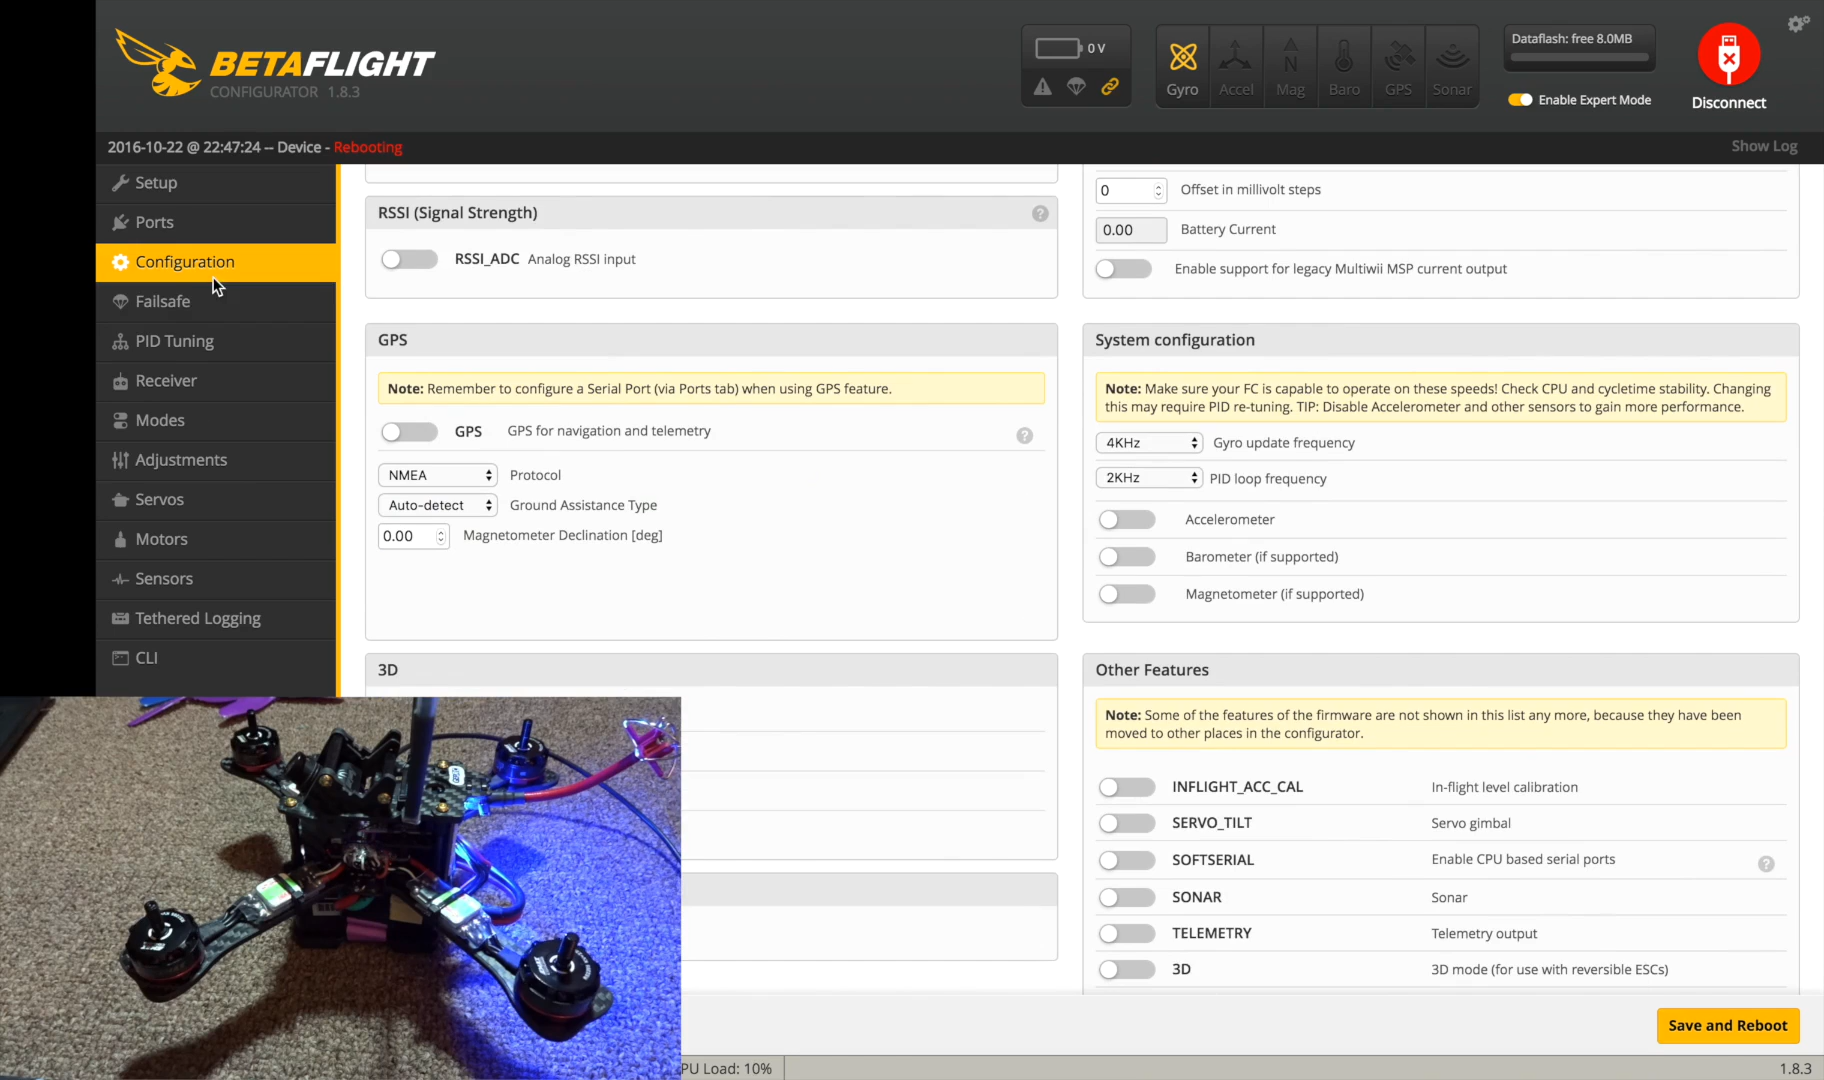 BETAFLIGHT
CONFIGURATOR 1.8.3
0 V
Gyro
Accel
Mag
Baro
GPS
Sonar
Dataflash: free 8.0MB
Enable Expert Mode
Disconnect
2016-10-22 @ 22:47:24 -- Device - Rebooting
Show Log
Setup
Ports
Configuration
Failsafe
PID Tuning
Receiver
Modes
Adjustments
Servos
Motors
Sensors
Tethered Logging
CLI
RSSI (Signal Strength)
RSSI_ADC Analog RSSI input
GPS
Note: Remember to configure a Serial Port (via Ports tab) when using GPS feature.
GPS GPS for navigation and telemetry
NMEA Protocol
Auto-detect Ground Assistance Type
0.00 Magnetometer Declination [deg]
3D
0 Offset in millivolt steps
0.00 Battery Current
Enable support for legacy Multiwii MSP current output
System configuration
Note: Make sure your FC is capable to operate on these speeds! Check CPU and cycletime stability. Changing
this may require PID re-tuning. TIP: Disable Accelerometer and other sensors to gain more performance.
4KHz Gyro update frequency
2KHz PID loop frequency
Accelerometer
Barometer (if supported)
Magnetometer (if supported)
Other Features
Note: Some of the features of the firmware are not shown in this list any more, because they have been
moved to other places in the configurator.
INFLIGHT_ACC_CAL In-flight level calibration
SERVO_TILT Servo gimbal
SOFTSERIAL Enable CPU based serial ports
SONAR Sonar
TELEMETRY Telemetry output
3D 3D mode (for use with reversible ESCs)
Save and Reboot
PU Load: 10%
1.8.3